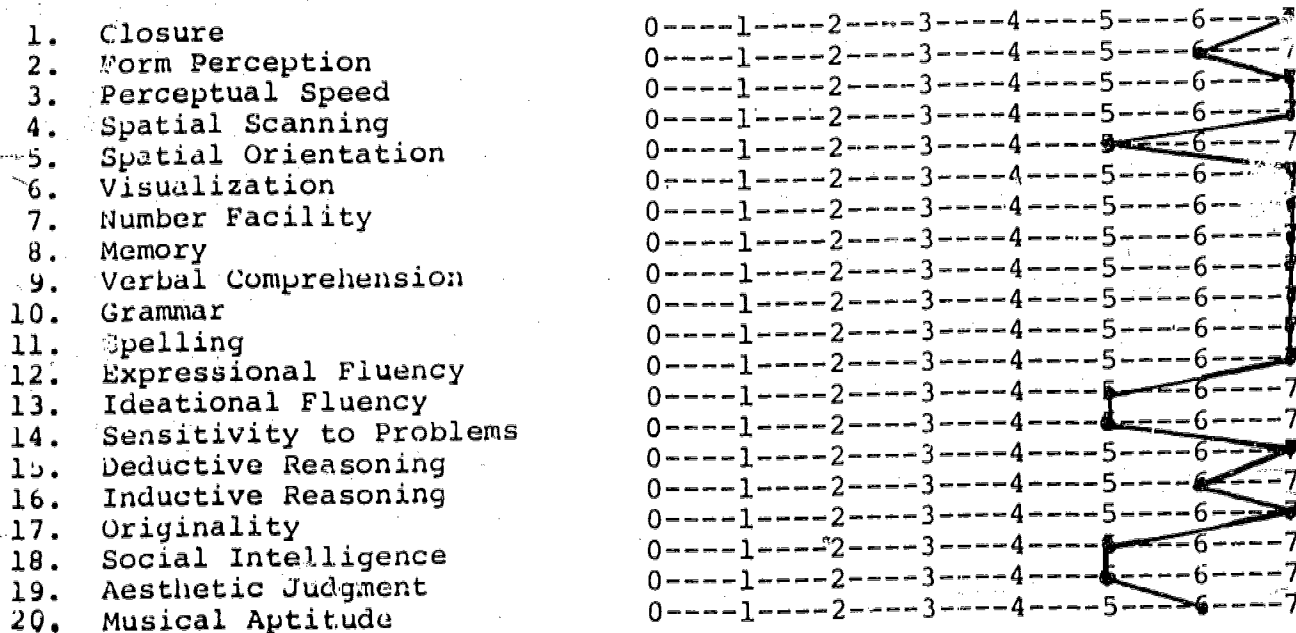 1. Closure 0----1----2----3----4----5----6----7
2. Form Perception 0----1----2----3----4----5----6----7
3. Perceptual Speed 0----1----2----3----4----5----6----7
4. Spatial Scanning 0----1----2----3----4----5----6----7
5. Spatial Orientation 0----1----2----3----4----5----6----7
6. Visualization 0----1----2----3----4----5----6----7
7. Number Facility 0----1----2----3----4----5----6----7
8. Memory 0----1----2----3----4----5----6----7
9. Verbal Comprehension 0----1----2----3----4----5----6----7
10. Grammar 0----1----2----3----4----5----6----7
11. Spelling 0----1----2----3----4----5----6----7
12. Expressional Fluency 0----1----2----3----4----5----6----7
13. Ideational Fluency 0----1----2----3----4----5----6----7
14. Sensitivity to Problems 0----1----2----3----4----5----6----7
15. Deductive Reasoning 0----1----2----3----4----5----6----7
16. Inductive Reasoning 0----1----2----3----4----5----6----7
17. Originality 0----1----2----3----4----5----6----7
18. Social Intelligence 0----1----2----3----4----5----6----7
19. Aesthetic Judgment 0----1----2----3----4----5----6----7
20. Musical Aptitude 0----1----2----3----4----5----6----7